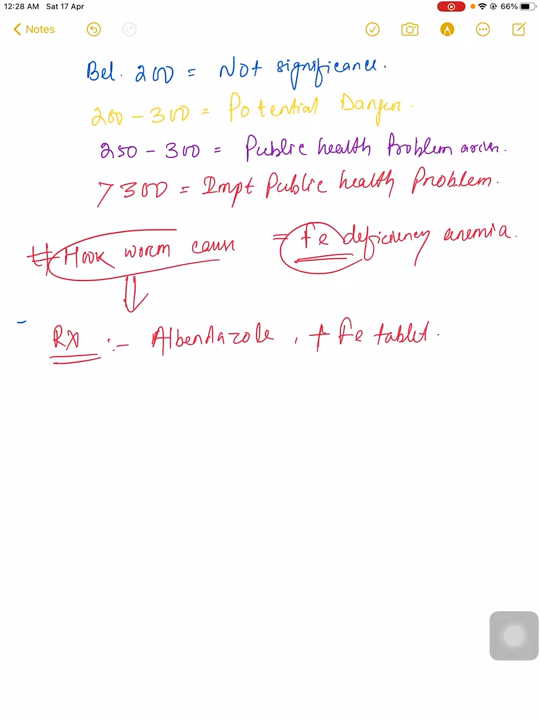 12:28 AM Sat 17 Apr 66%
Notes
Bel. 200 = Not significance.
200 - 300 = Potential Danger.
250 - 300 = Public health Problem
> 300 = Impt Public health Problem.
# Hook worm caus = Fe deficiency anemia.
RX :- Albendazole, + Fe tablet.